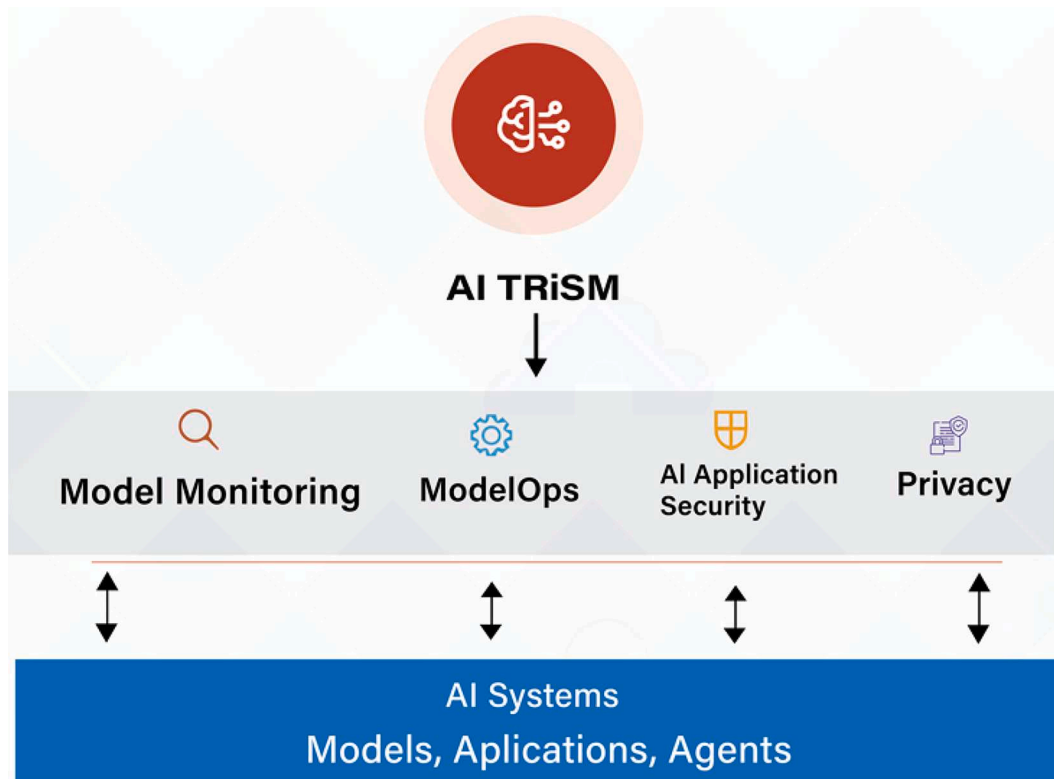 AI TRiSM
Model Monitoring
ModelOps
AI Application
Security
Privacy
AI Systems
Models, Aplications, Agents